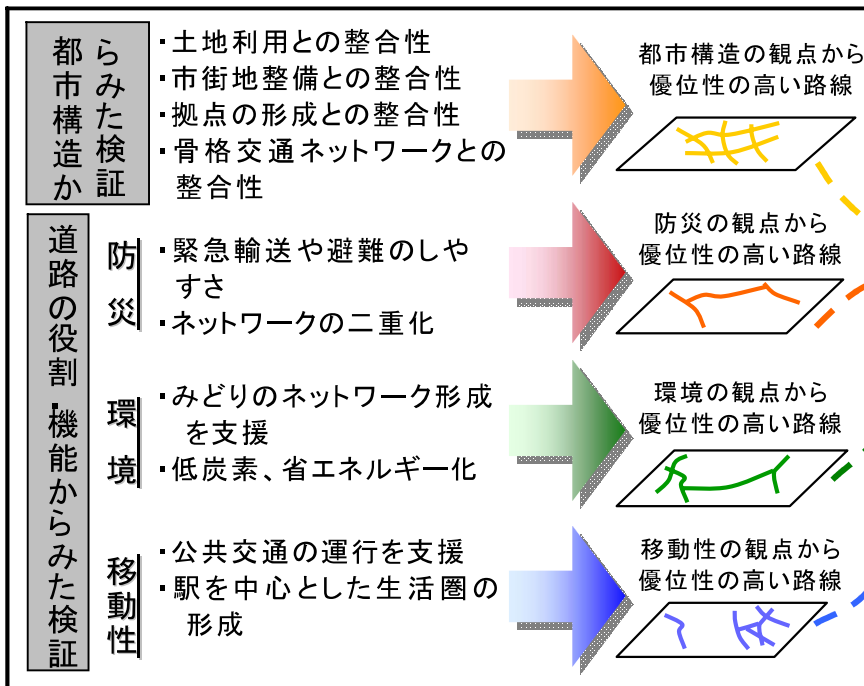 都市構造か
らみた検証
・土地利用との整合性
・市街地整備との整合性
・拠点の形成との整合性
・骨格交通ネットワークとの
整合性
都市構造の観点から
優位性の高い路線
道路の役割・機能からみた検証
防災
・緊急輸送や避難のしや
すさ
・ネットワークの二重化
防災の観点から
優位性の高い路線
環境
・みどりのネットワーク形成
を支援
・低炭素、省エネルギー化
環境の観点から
優位性の高い路線
移動性
・公共交通の運行を支援
・駅を中心とした生活圏の
形成
移動性の観点から
優位性の高い路線